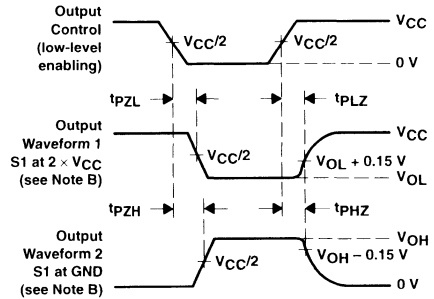 Output
Control
(low-level
enabling)
VCC/2
VCC/2
VCC
0 V
tPZL
tPLZ
Output
Waveform 1
S1 at 2 × VCC
(see Note B)
VCC/2
VCC
VOL + 0.15 V
VOL
tPZH
tPHZ
Output
Waveform 2
S1 at GND
(see Note B)
VCC/2
VOH
VOH − 0.15 V
0 V